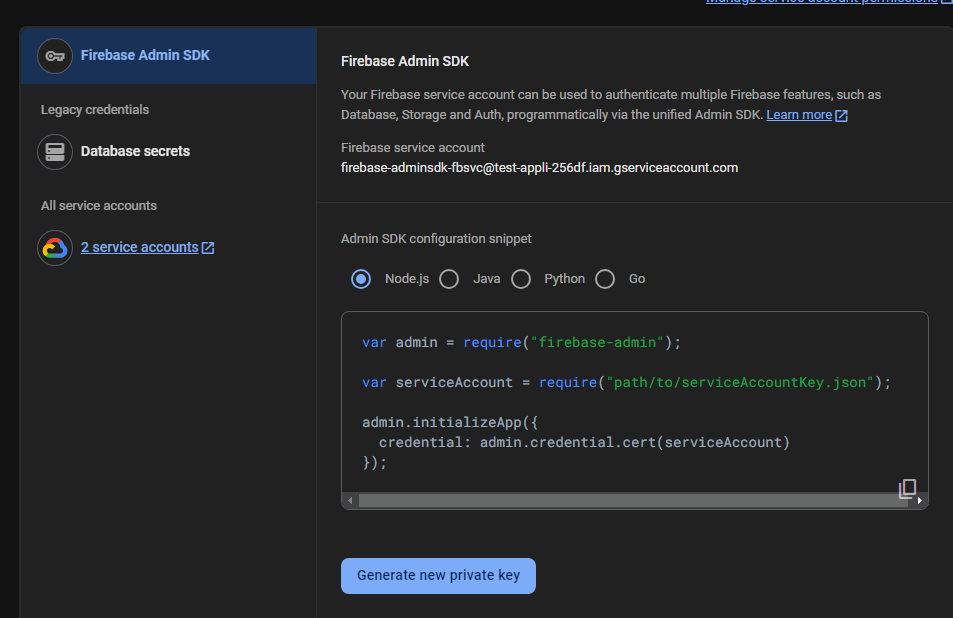 Manage service account permissions
Firebase Admin SDK
Legacy credentials
Database secrets
All service accounts
2 service accounts
Firebase Admin SDK
Your Firebase service account can be used to authenticate multiple Firebase features, such as
Database, Storage and Auth, programmatically via the unified Admin SDK. Learn more
Firebase service account
firebase-adminsdk-fbsvc@test-appli-256df.iam.gserviceaccount.com
Admin SDK configuration snippet
Node.js Java Python Go
var admin = require("firebase-admin");
var serviceAccount = require("path/to/serviceAccountKey.json");
admin.initializeApp({
  credential: admin.credential.cert(serviceAccount)
});
Generate new private key